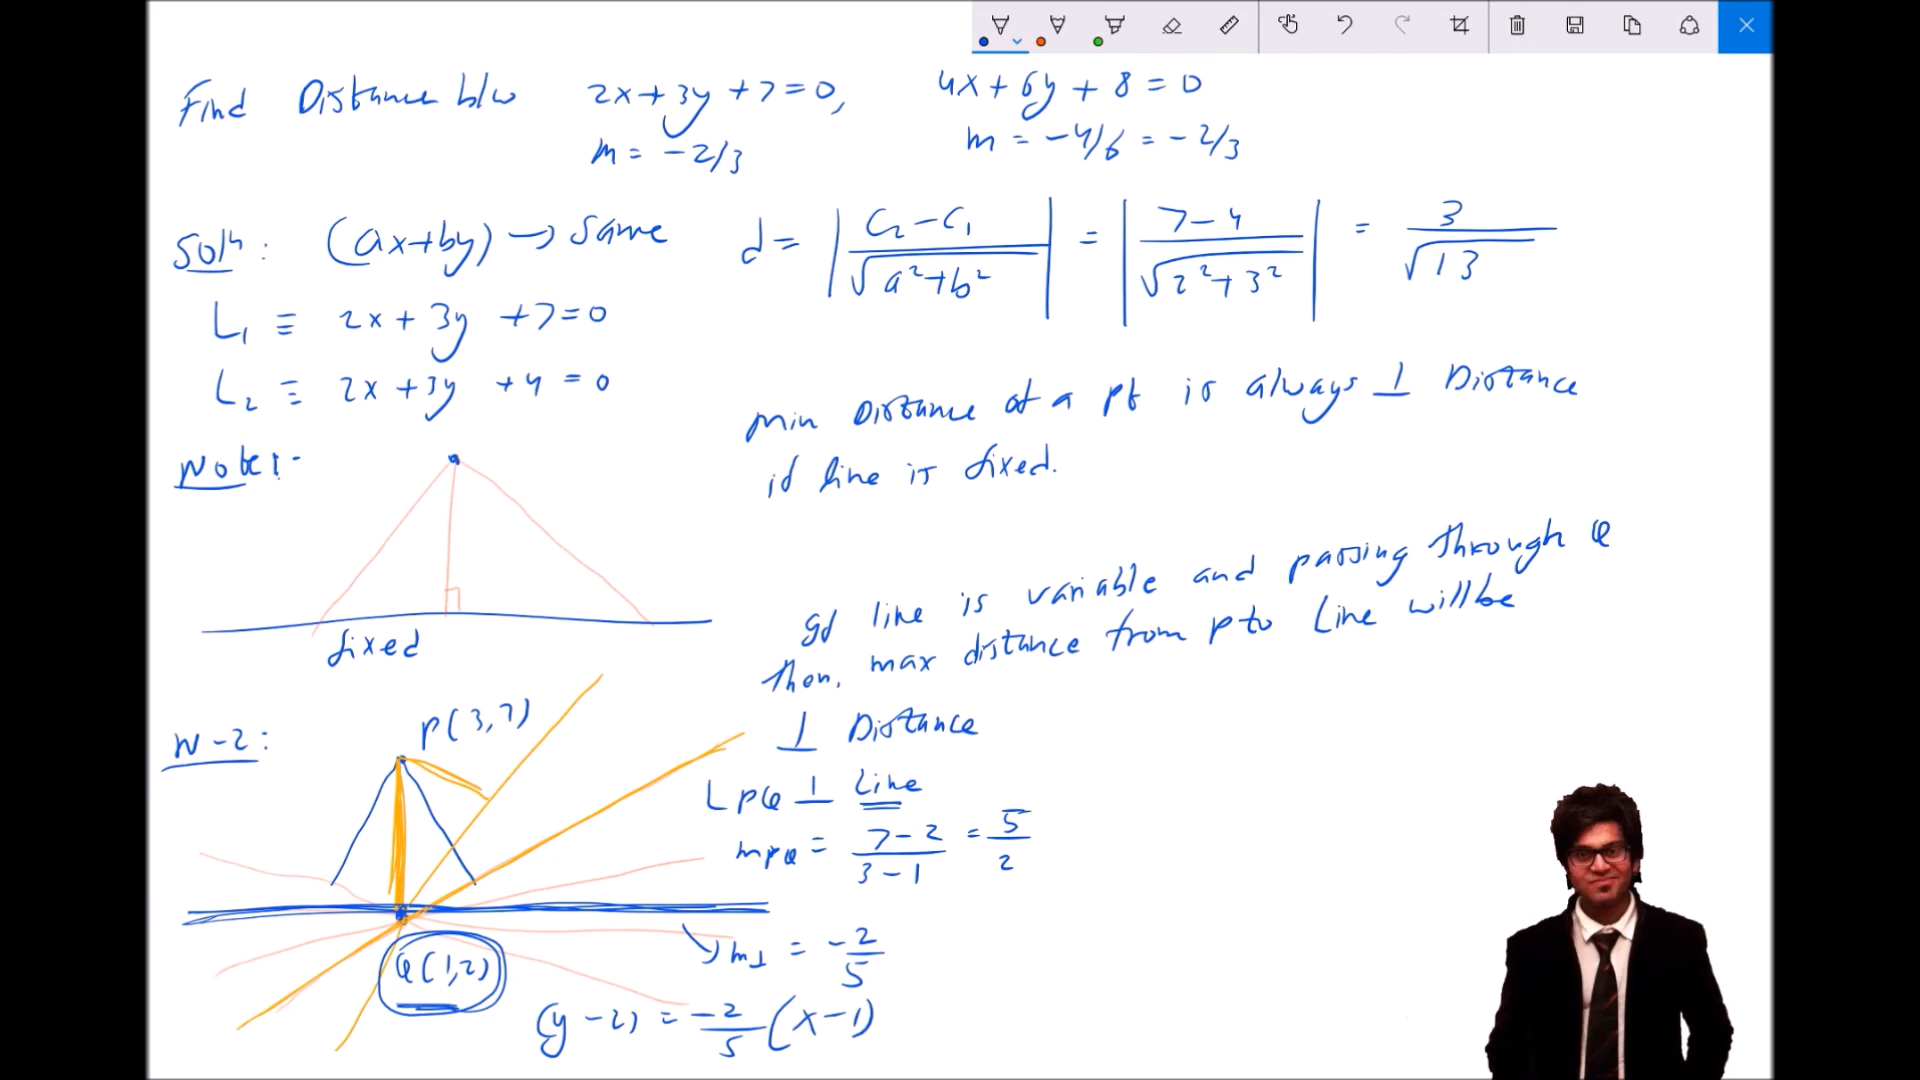 Find Distance b/w 2x+3y+7=0, 4x+6y+8=0
m = -2/3 m = -4/6 = -2/3
Soln: (ax+by) → Same d = |C2-C1 / √a²+b²| = |7-4 / √2²+3²| = 3/√13
L1 ≡ 2x+3y+7=0
L2 ≡ 2x+3y+4=0
Note:-
min Distance of a pt is always ⊥ Distance
if line is fixed.
fixed
If line is variable and passing through Q
then, max distance from P to Line will be
⊥ Distance
N-2:
P(3,7)
LPQ ⊥ Line
mPQ = 7-2/3-1 = 5/2
m⊥ = -2/5
Q(1,2)
(y-2) = -2/5 (x-1)